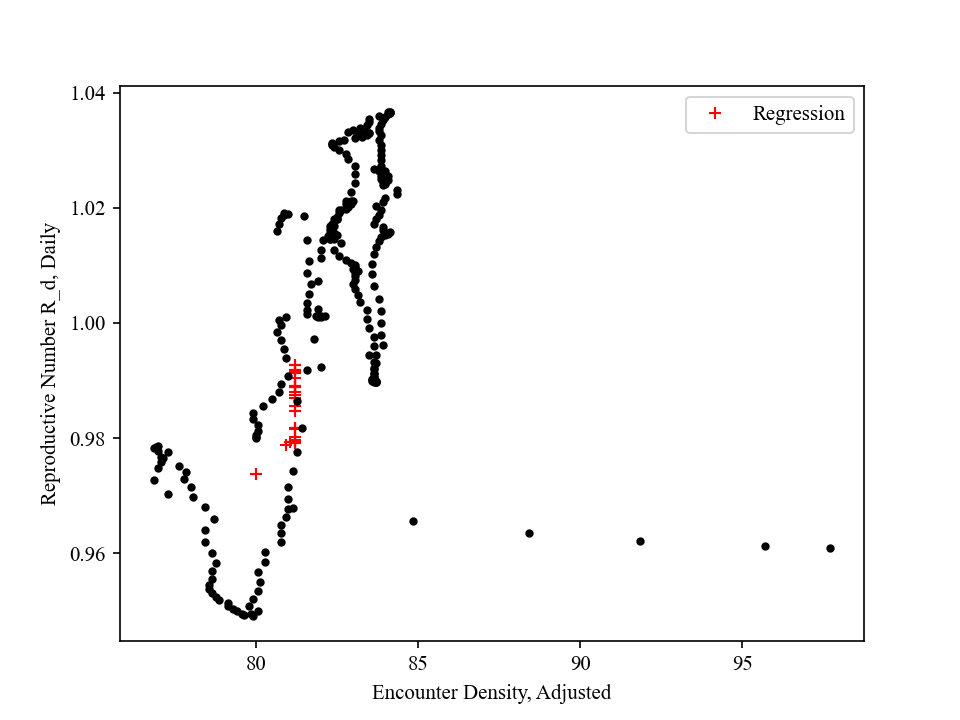 1.04
1.02
1.00
0.98
0.96
Reproductive Number R_d, Daily
Regression
80 85 90 95
Encounter Density, Adjusted